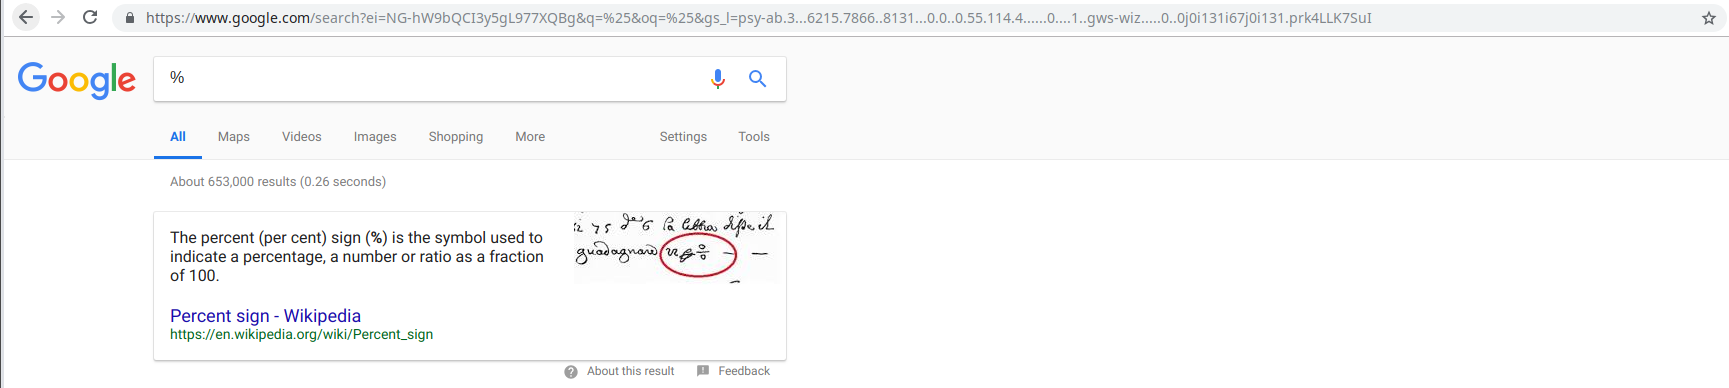 https://www.google.com/search?ei=NG-hW9bQCI3y5gL977XQBg&q=%25&oq=%25&gs_l=psy-ab.3...6215.7866..8131...0.0..0.55.114.4......0....1..gws-wiz.....0..0j0i131i67j0i131.prk4LLK7SuI
Google
%
All Maps Videos Images Shopping More Settings Tools
About 653,000 results (0.26 seconds)
The percent (per cent) sign (%) is the symbol used to
indicate a percentage, a number or ratio as a fraction
of 100.
Percent sign - Wikipedia
https://en.wikipedia.org/wiki/Percent_sign
About this result Feedback